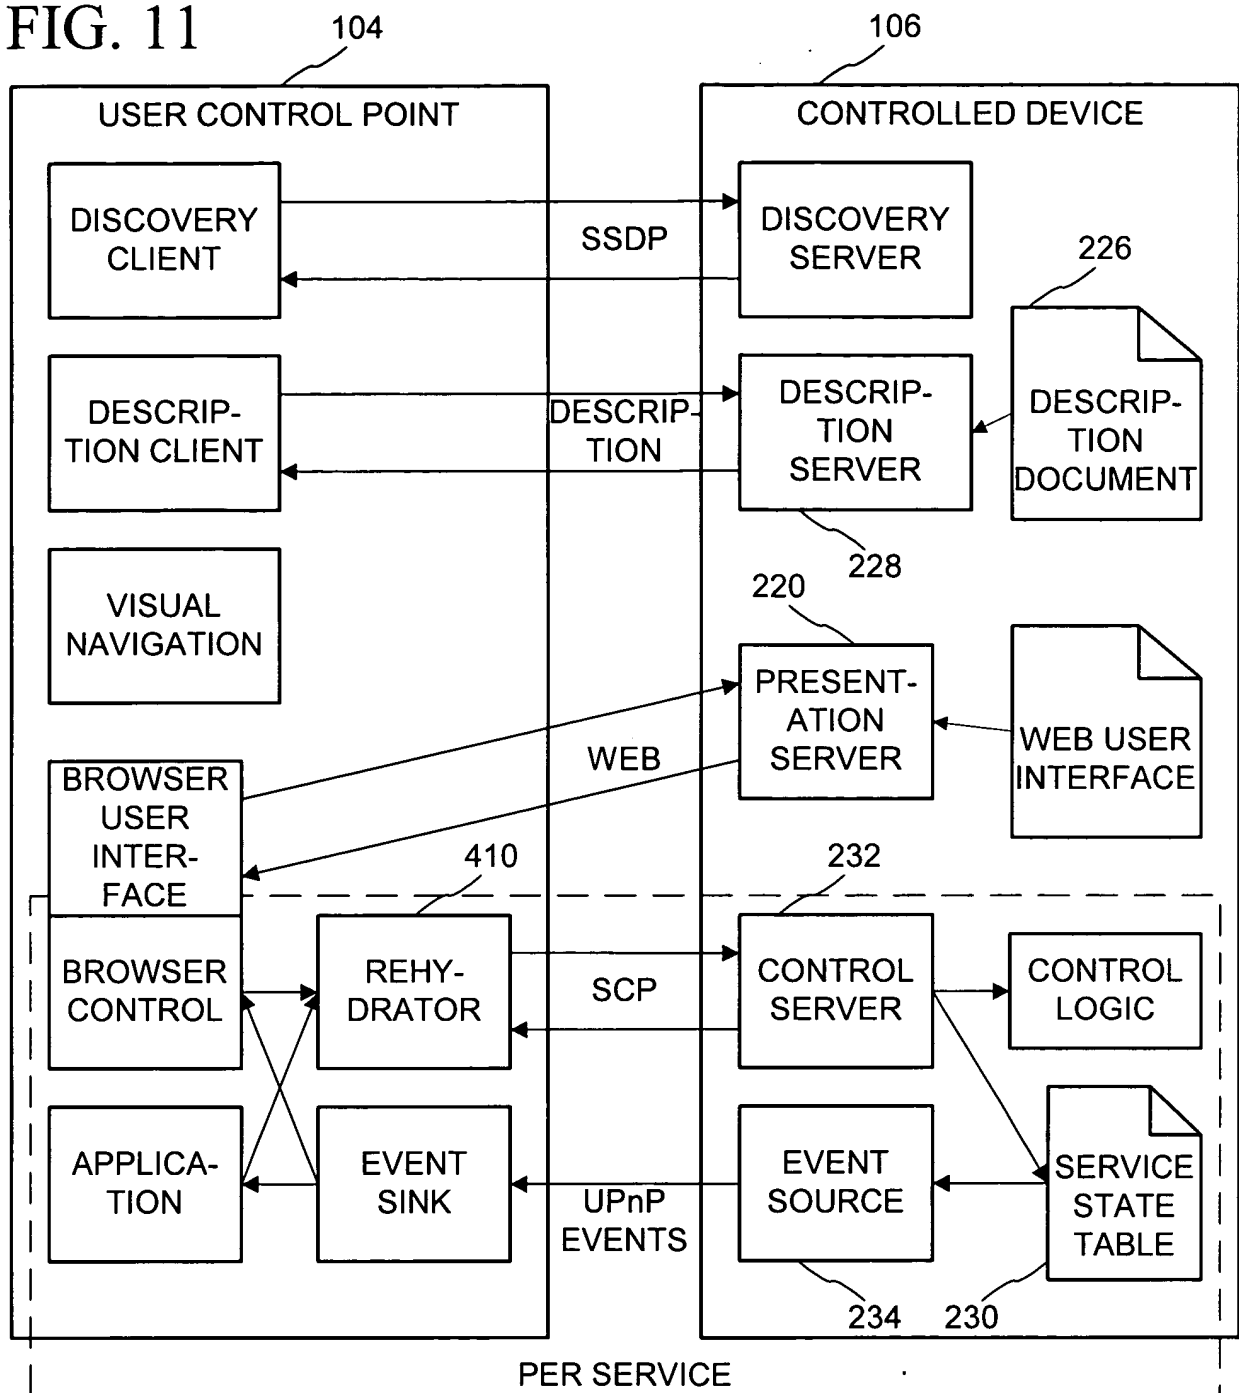 FIG. 11
104
106
USER CONTROL POINT
CONTROLLED DEVICE
DISCOVERY
CLIENT
SSDP
DISCOVERY
SERVER
226
DESCRIP-
TION CLIENT
DESCRIP-
TION
DESCRIP-
TION
SERVER
DESCRIP-
TION
DOCUMENT
228
VISUAL
NAVIGATION
220
PRESENT-
ATION
SERVER
WEB USER
INTERFACE
WEB
BROWSER
USER
INTER-
FACE
410
232
BROWSER
CONTROL
REHY-
DRATOR
SCP
CONTROL
SERVER
CONTROL
LOGIC
APPLICA-
TION
EVENT
SINK
UPnP
EVENTS
EVENT
SOURCE
SERVICE
STATE
TABLE
234
230
PER SERVICE